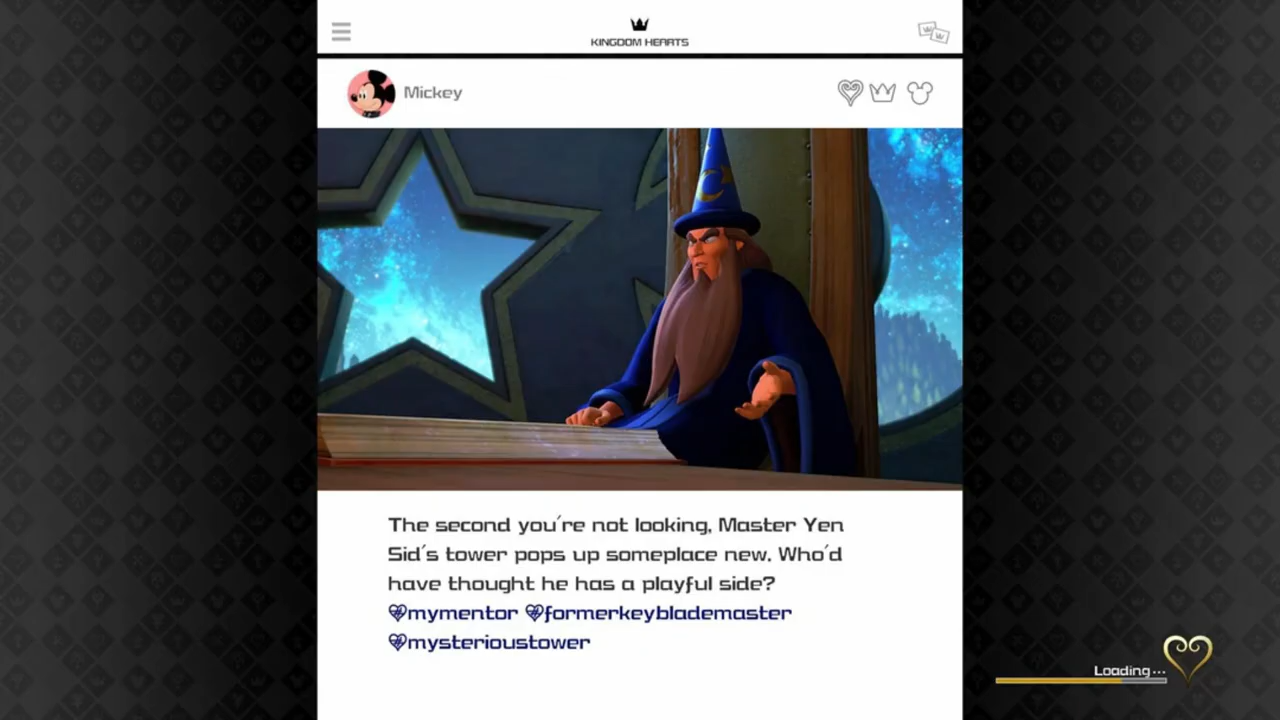 KINGDOM HEARTS
Mickey
The second you're not looking, Master Yen
Sid's tower pops up someplace new. Who'd
have thought he has a playful side?
#mymentor #formerkeyblademaster
#mysterioustower
Loading...